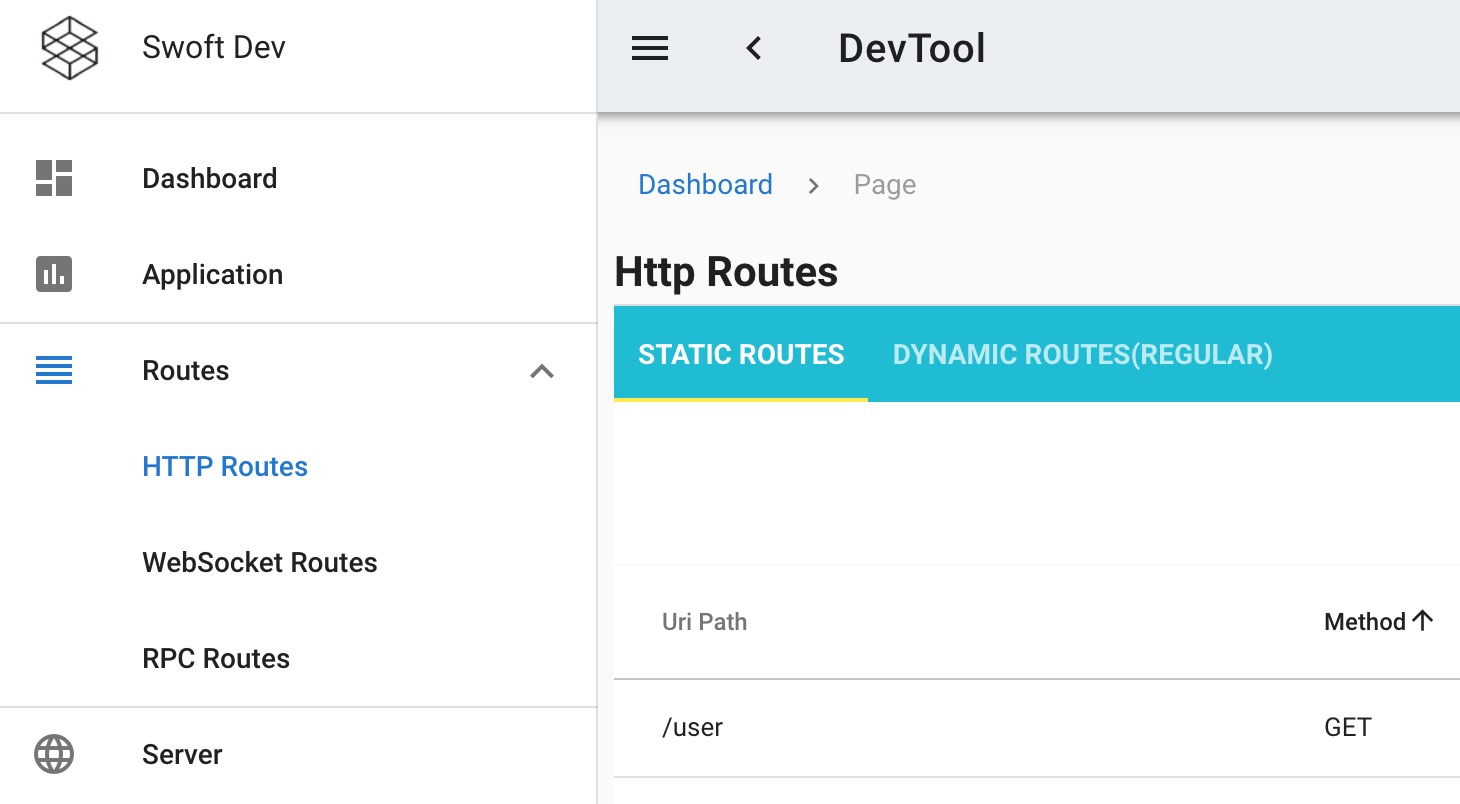 Swoft Dev
Dashboard
Application
Routes
HTTP Routes
WebSocket Routes
RPC Routes
Server
DevTool
Dashboard > Page
Http Routes
STATIC ROUTES DYNAMIC ROUTES(REGULAR)
Uri Path Method↑
/user GET